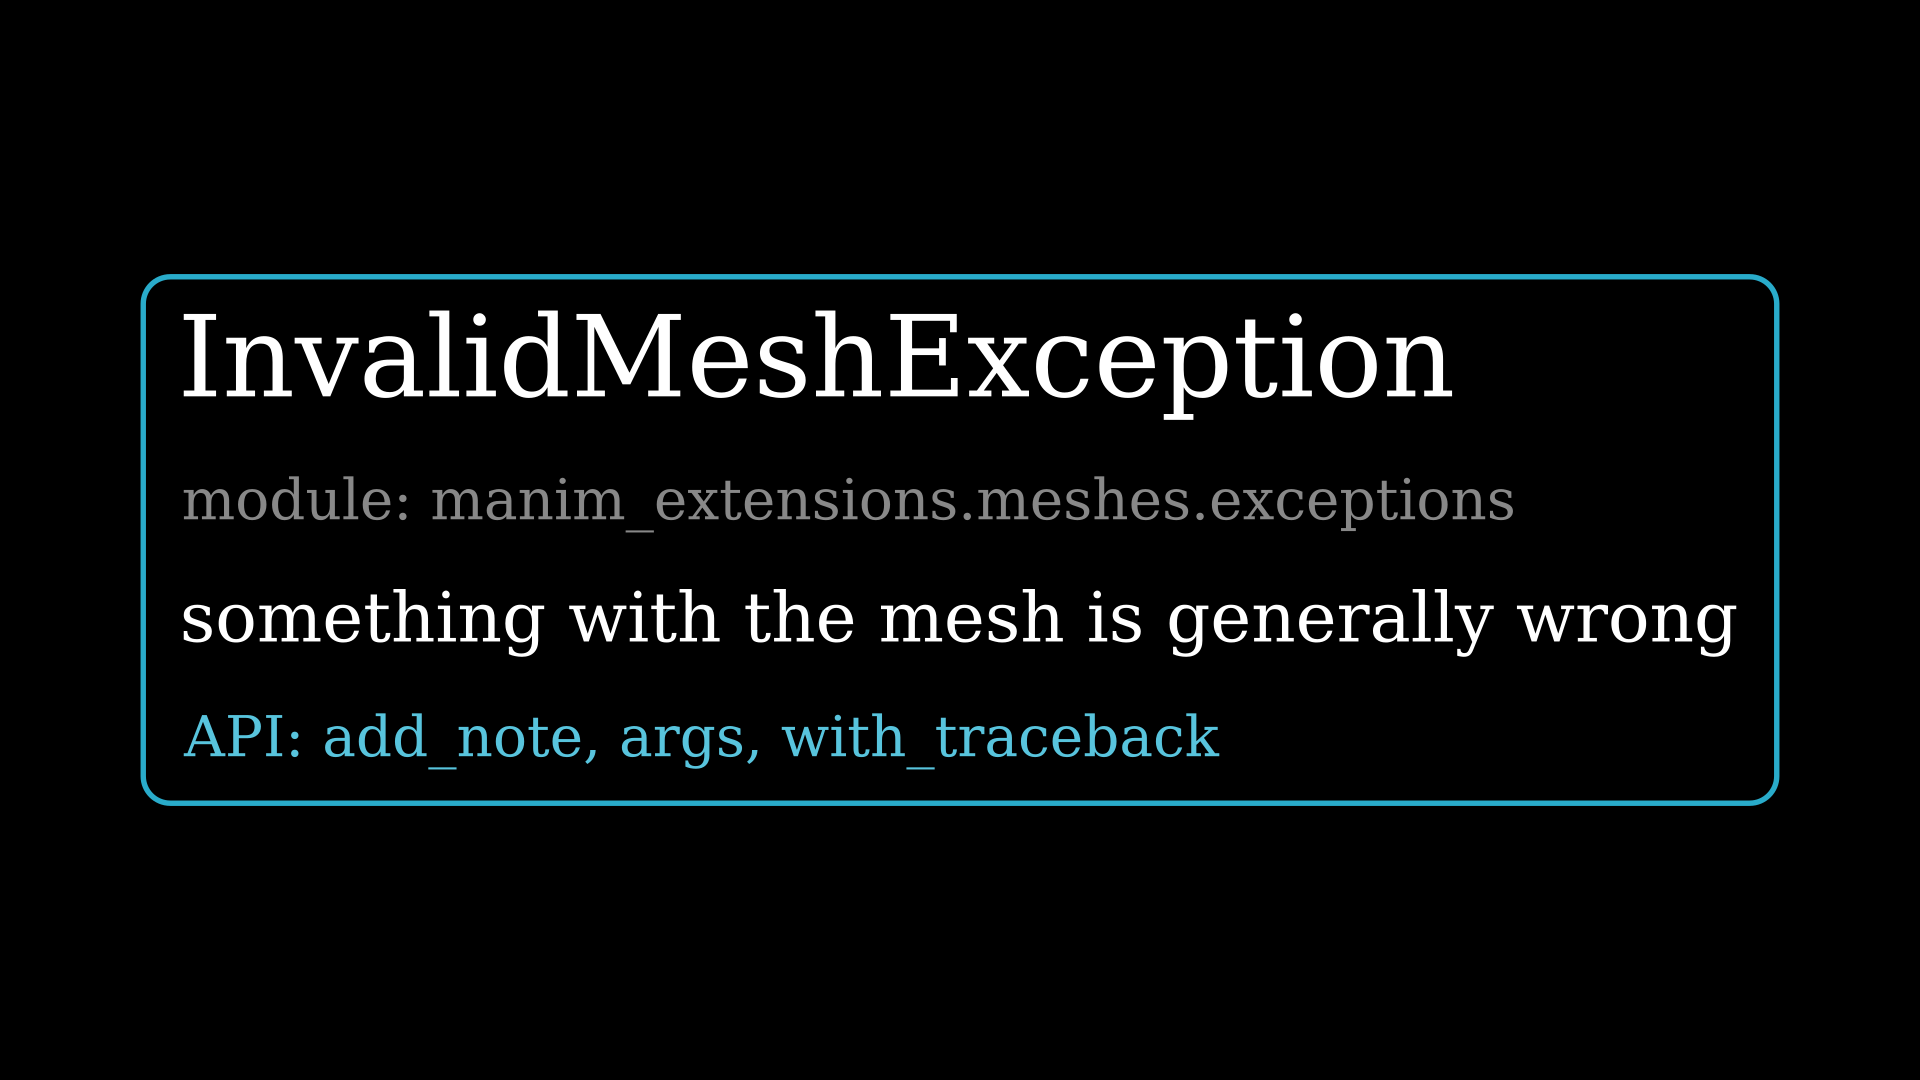 InvalidMeshException
module: manim_extensions.meshes.exceptions
something with the mesh is generally wrong
API: add_note, args, with_traceback